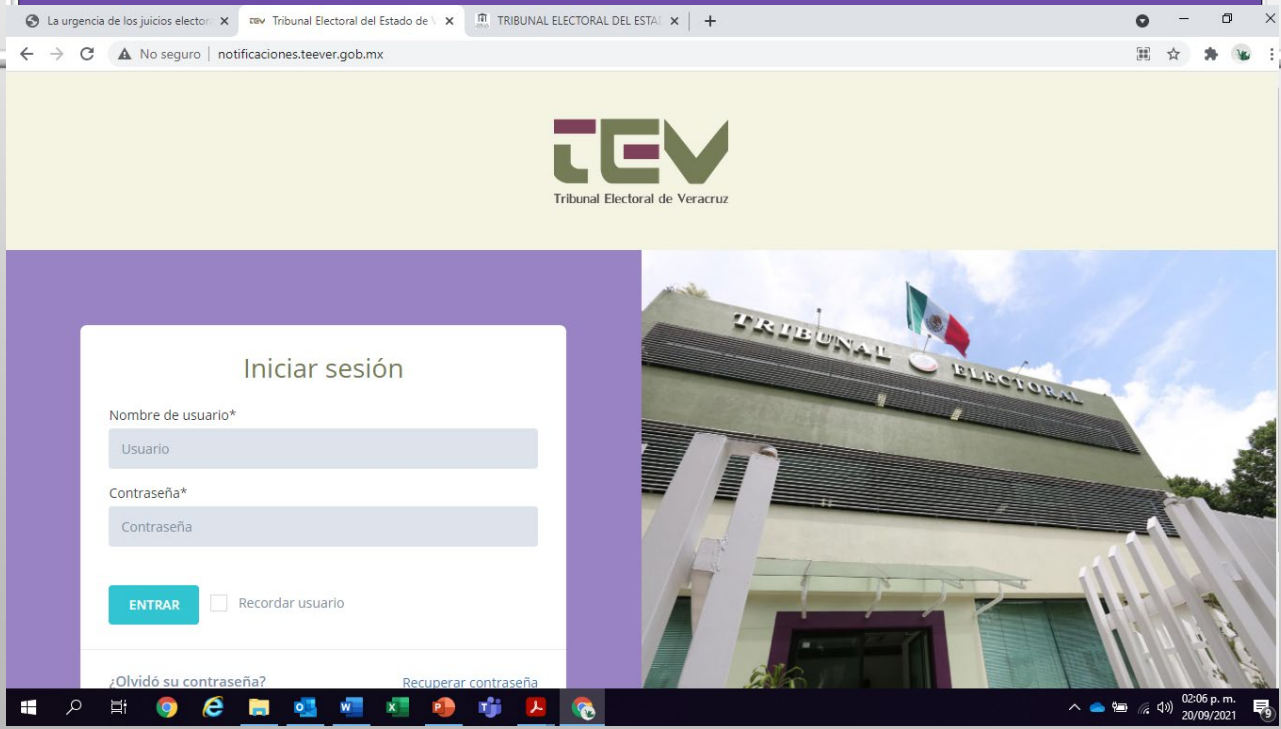 La urgencia de los juicios elector
Tribunal Electoral del Estado de V
TRIBUNAL ELECTORAL DEL ESTA
No seguro | notificaciones.teever.gob.mx
TEV
Tribunal Electoral de Veracruz
TRIBUNAL ELECTORAL
Iniciar sesión
Nombre de usuario*
Usuario
Contraseña*
Contraseña
ENTRAR
Recordar usuario
¿Olvidó su contraseña?
Recuperar contraseña
02:06 p. m.
20/09/2021
9